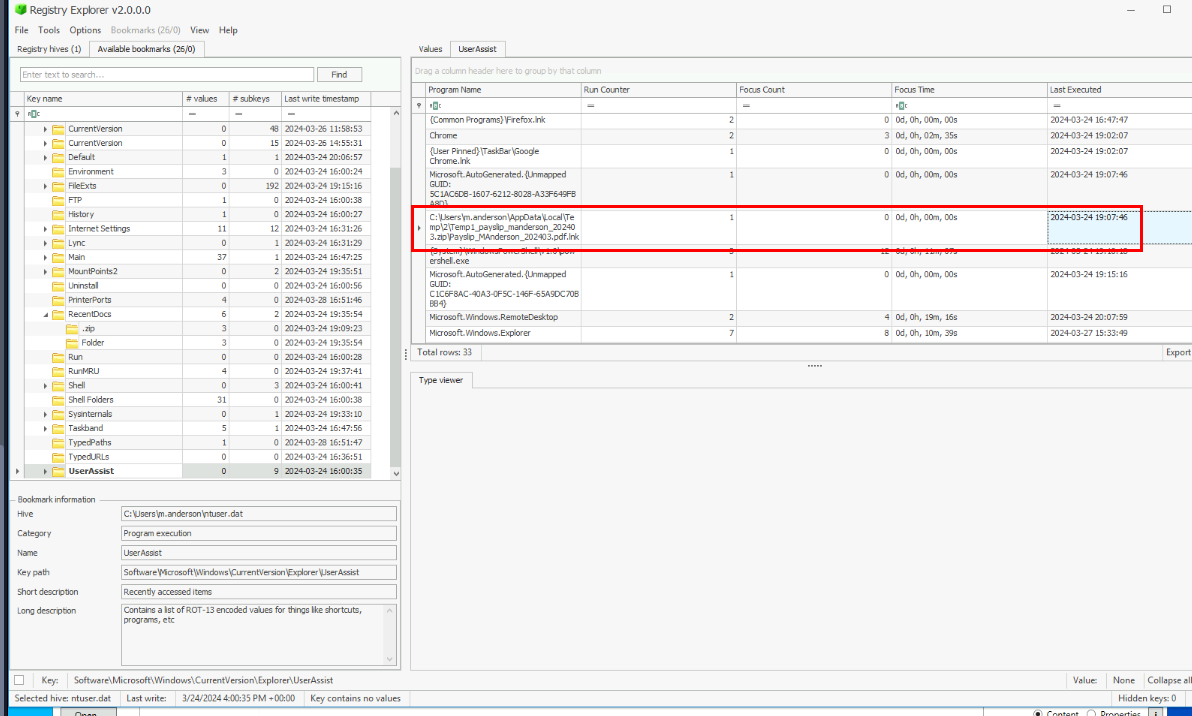 Registry Explorer v2.0.0.0
File Tools Options Bookmarks (26/0) View Help
Registry hives (1) Available bookmarks (26/0)
Enter text to search... Find
Key name # values # subkeys Last write timestamp
= = =
CurrentVersion 0 48 2024-03-26 11:58:53
CurrentVersion 0 15 2024-03-26 14:55:31
Default 1 1 2024-03-24 20:06:57
Environment 3 0 2024-03-24 16:00:24
FileExts 0 192 2024-03-24 19:15:16
FTP 1 0 2024-03-24 16:00:38
History 1 0 2024-03-24 16:00:27
Internet Settings 11 12 2024-03-24 16:31:26
Lync 0 1 2024-03-24 16:31:29
Main 37 1 2024-03-24 16:47:25
MountPoints2 0 2 2024-03-24 19:35:51
Uninstall 0 0 2024-03-24 16:00:56
PrinterPorts 4 0 2024-03-28 16:51:46
RecentDocs 6 2 2024-03-24 19:35:54
.zip 3 0 2024-03-24 19:09:23
Folder 3 0 2024-03-24 19:35:54
Run 0 0 2024-03-24 16:00:28
RunMRU 4 0 2024-03-24 19:37:41
Shell 0 3 2024-03-24 16:00:41
Shell Folders 31 0 2024-03-24 16:00:38
Sysinternals 0 1 2024-03-24 19:33:10
Taskband 5 1 2024-03-24 16:47:56
TypedPaths 1 0 2024-03-28 16:51:47
TypedURLs 0 0 2024-03-24 16:36:51
UserAssist 0 9 2024-03-24 16:00:35
Bookmark information
Hive C:\Users\m.anderson\ntuser.dat
Category Program execution
Name UserAssist
Key path Software\Microsoft\Windows\CurrentVersion\Explorer\UserAssist
Short description Recently accessed items
Long description Contains a list of ROT-13 encoded values for things like shortcuts,
programs, etc
Values UserAssist
Drag a column header here to group by that column
Program Name Run Counter Focus Count Focus Time Last Executed
= = =
{Common Programs}\Firefox.lnk 2 0 0d, 0h, 00m, 00s 2024-03-24 16:47:47
Chrome 2 3 0d, 0h, 02m, 35s 2024-03-24 19:02:07
{User Pinned}\TaskBar\Google 1 0 0d, 0h, 00m, 00s 2024-03-24 19:02:07
Chrome.lnk
Microsoft.AutoGenerated.{Unmapped 1 0 0d, 0h, 00m, 00s 2024-03-24 19:07:46
GUID:
5C1AC6DB-1607-6212-8028-A33F649FB
A8D}
C:\Users\m.anderson\AppData\Local\Te 1 0 0d, 0h, 00m, 00s 2024-03-24 19:07:46
mp\2\Temp1_payslip_manderson_20240
3.zip\Payslip_MAnderson_202403.pdf.lnk
ershell.exe
Microsoft.AutoGenerated.{Unmapped 1 0 0d, 0h, 00m, 00s 2024-03-24 19:15:16
GUID:
C1C6F8AC-40A3-0F5C-146F-65A9DC70B
BB4}
Microsoft.Windows.RemoteDesktop 2 4 0d, 0h, 19m, 16s 2024-03-24 20:07:59
Microsoft.Windows.Explorer 7 8 0d, 0h, 10m, 39s 2024-03-27 15:33:49
Total rows: 33 Export
Type viewer
Key: Software\Microsoft\Windows\CurrentVersion\Explorer\UserAssist Value: None Collapse all
Selected hive: ntuser.dat Last write: 3/24/2024 4:00:35 PM +00:00 Key contains no values Hidden keys: 0
Open Content Properties